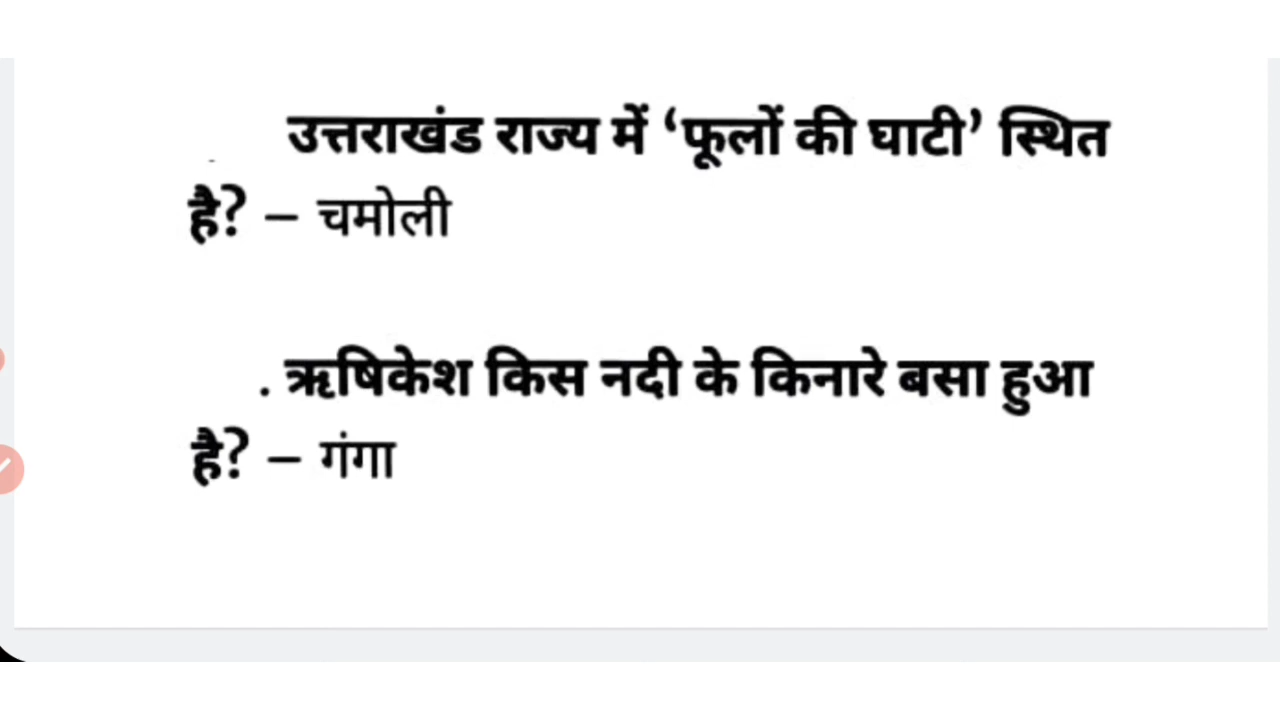 उत्तराखंड राज्य में ‘फूलों की घाटी’ स्थित
है? – चमोली
. ऋषिकेश किस नदी के किनारे बसा हुआ
है? – गंगा